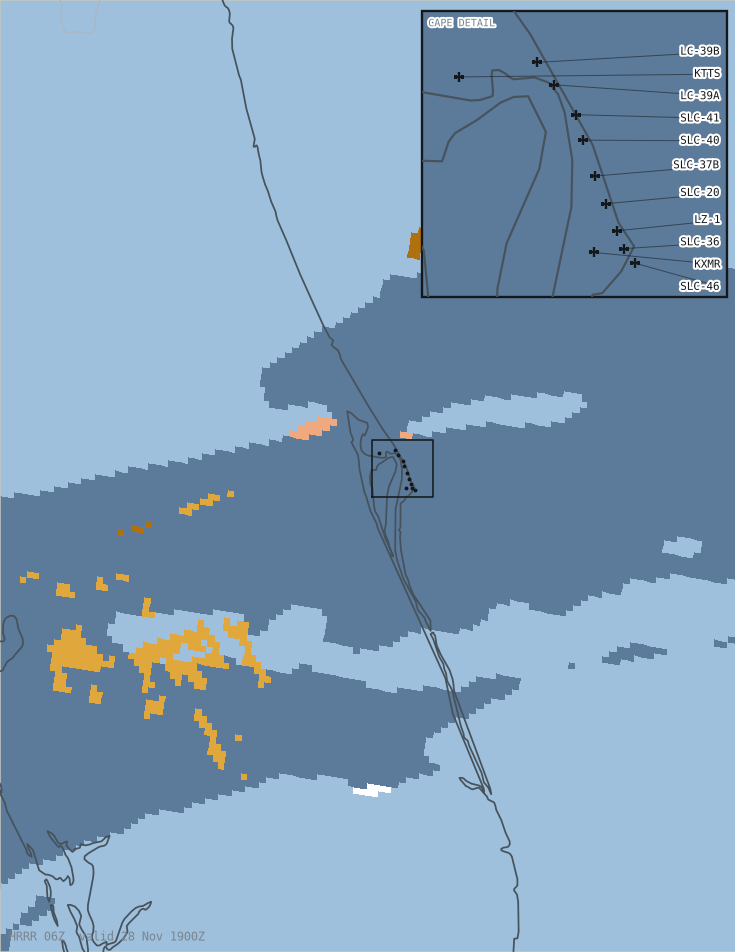 CAPE DETAIL
LC-39B
KTTS
LC-39A
SLC-41
SLC-40
SLC-37B
SLC-20
LZ-1
SLC-36
KXMR
SLC-46
HRRR 06Z valid 28 Nov 1900Z